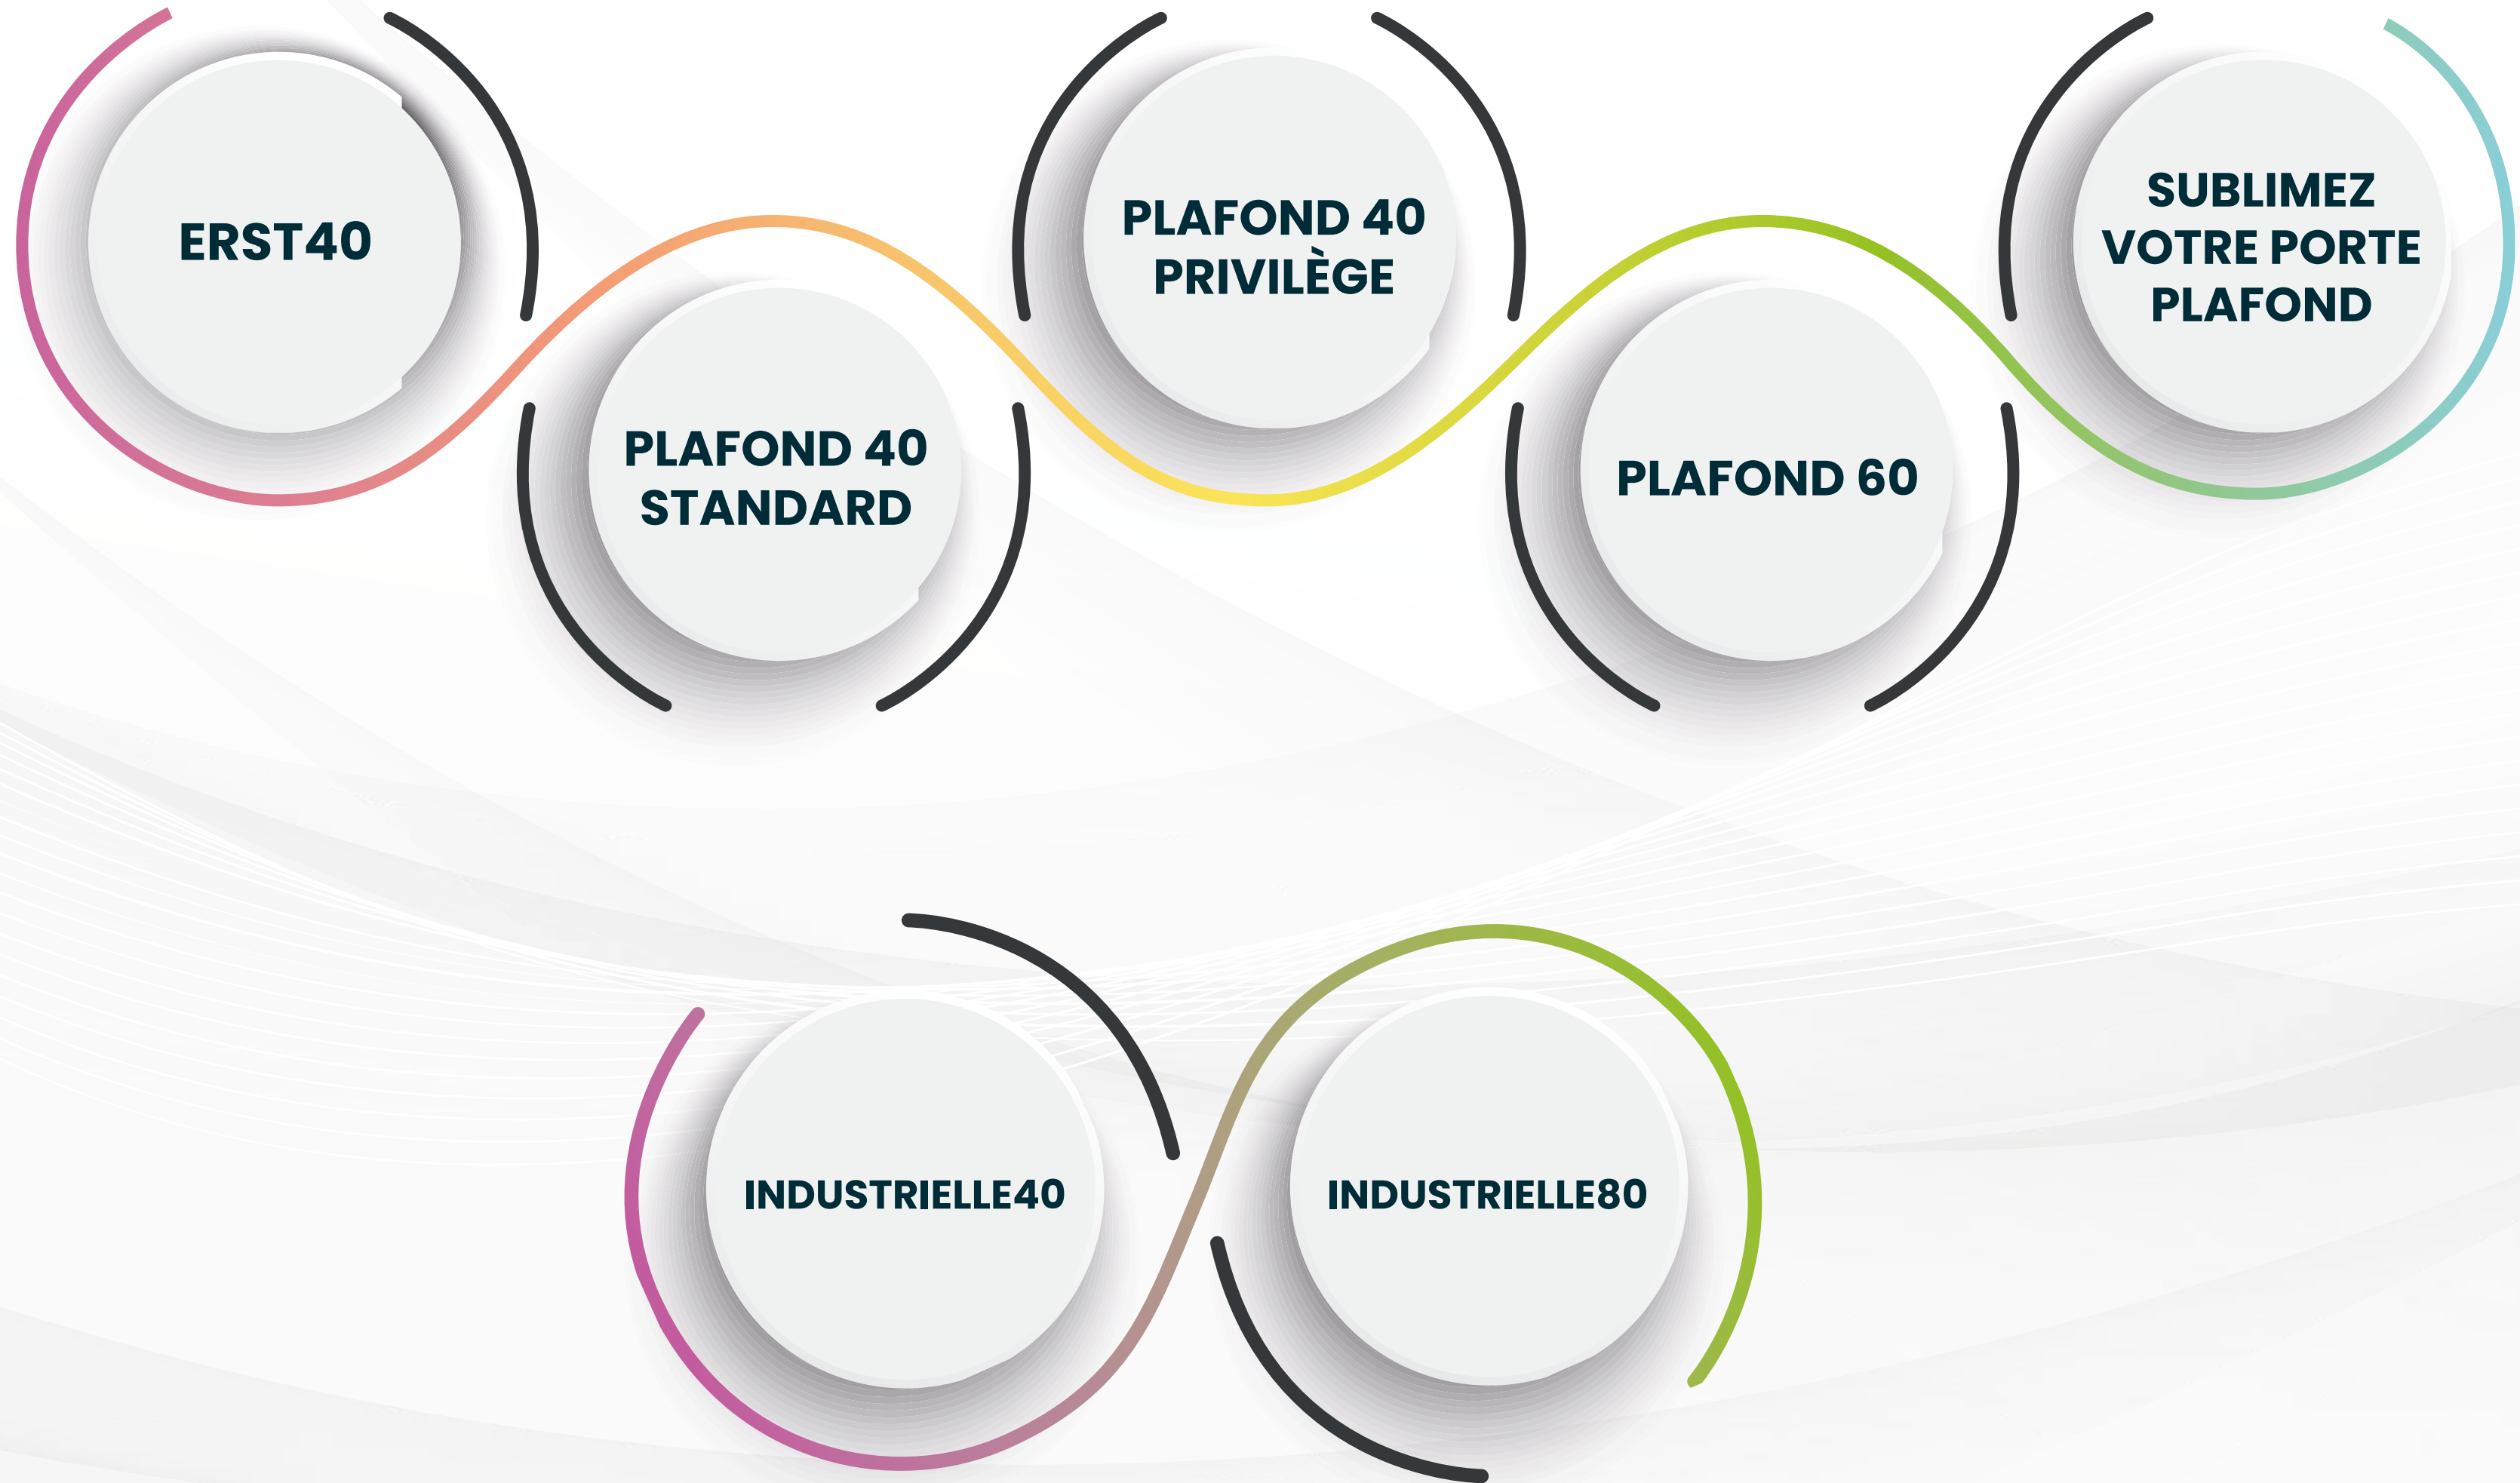 ERST40
PLAFOND 40
STANDARD
PLAFOND 40
PRIVILÈGE
PLAFOND 60
SUBLIMEZ
VOTRE PORTE
PLAFOND
INDUSTRIELLE40
INDUSTRIELLE80